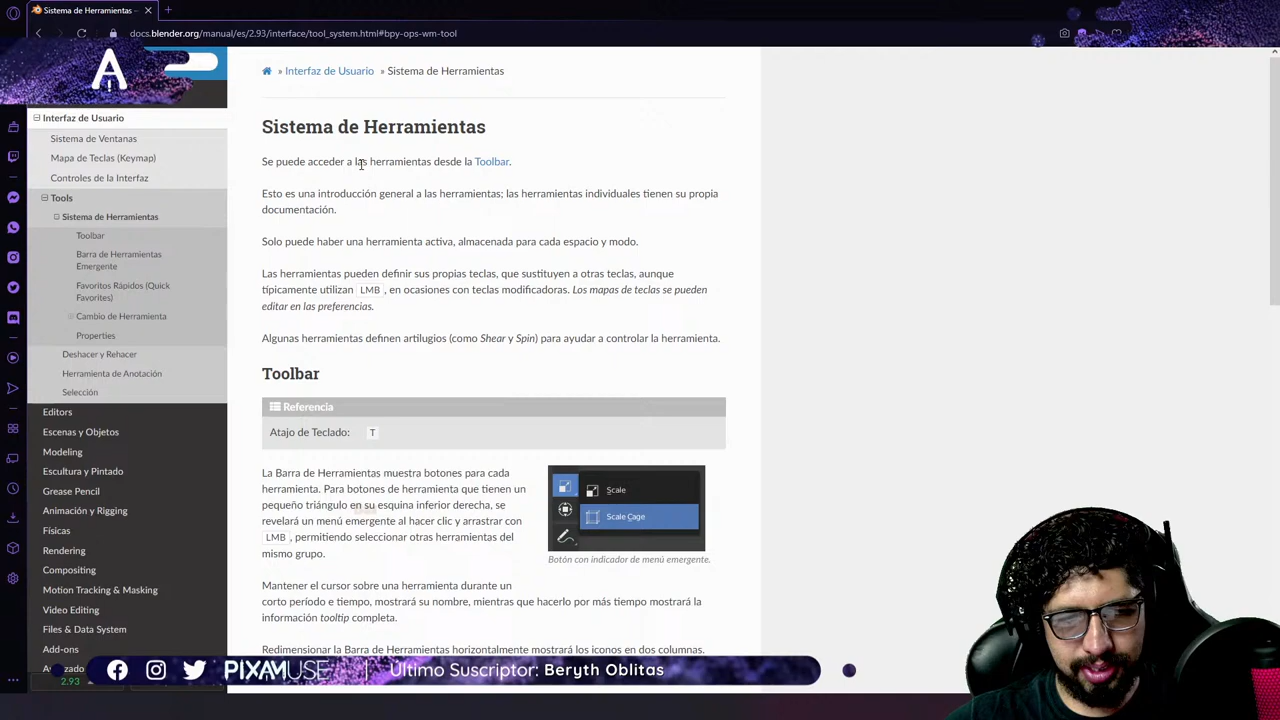 Sistema de Herramientas —
docs.blender.org/manual/es/2.93/interface/tool_system.html#bpy-ops-wm-tool
» Interfaz de Usuario » Sistema de Herramientas
Interfaz de Usuario
Sistema de Ventanas
Mapa de Teclas (Keymap)
Controles de la Interfaz
Tools
Sistema de Herramientas
Toolbar
Barra de Herramientas
Emergente
Favoritos Rápidos (Quick
Favorites)
Cambio de Herramienta
Properties
Deshacer y Rehacer
Herramienta de Anotación
Selección
Editors
Escenas y Objetos
Modeling
Escultura y Pintado
Grease Pencil
Animación y Rigging
Físicas
Rendering
Compositing
Motion Tracking & Masking
Video Editing
Files & Data System
Add-ons
2.93
Sistema de Herramientas
Se puede acceder a las herramientas desde la Toolbar.
Esto es una introducción general a las herramientas; las herramientas individuales tienen su propia
documentación.
Solo puede haber una herramienta activa, almacenada para cada espacio y modo.
Las herramientas pueden definir sus propias teclas, que sustituyen a otras teclas, aunque
típicamente utilizan LMB, en ocasiones con teclas modificadoras. Los mapas de teclas se pueden
editar en las preferencias.
Algunas herramientas definen artilugios (como Shear y Spin) para ayudar a controlar la herramienta.
Toolbar
Referencia
Atajo de Teclado: T
La Barra de Herramientas muestra botones para cada
herramienta. Para botones de herramienta que tienen un
pequeño triángulo en su esquina inferior derecha, se
revelará un menú emergente al hacer clic y arrastrar con
LMB, permitiendo seleccionar otras herramientas del
mismo grupo.
Scale
Scale Cage
Botón con indicador de menú emergente.
Mantener el cursor sobre una herramienta durante un
corto período e tiempo, mostrará su nombre, mientras que hacerlo por más tiempo mostrará la
información tooltip completa.
Redimensionar la Barra de Herramientas horizontalmente mostrará los iconos en dos columnas.
PIXAMUSE
Último Suscriptor: Beryth Oblitas